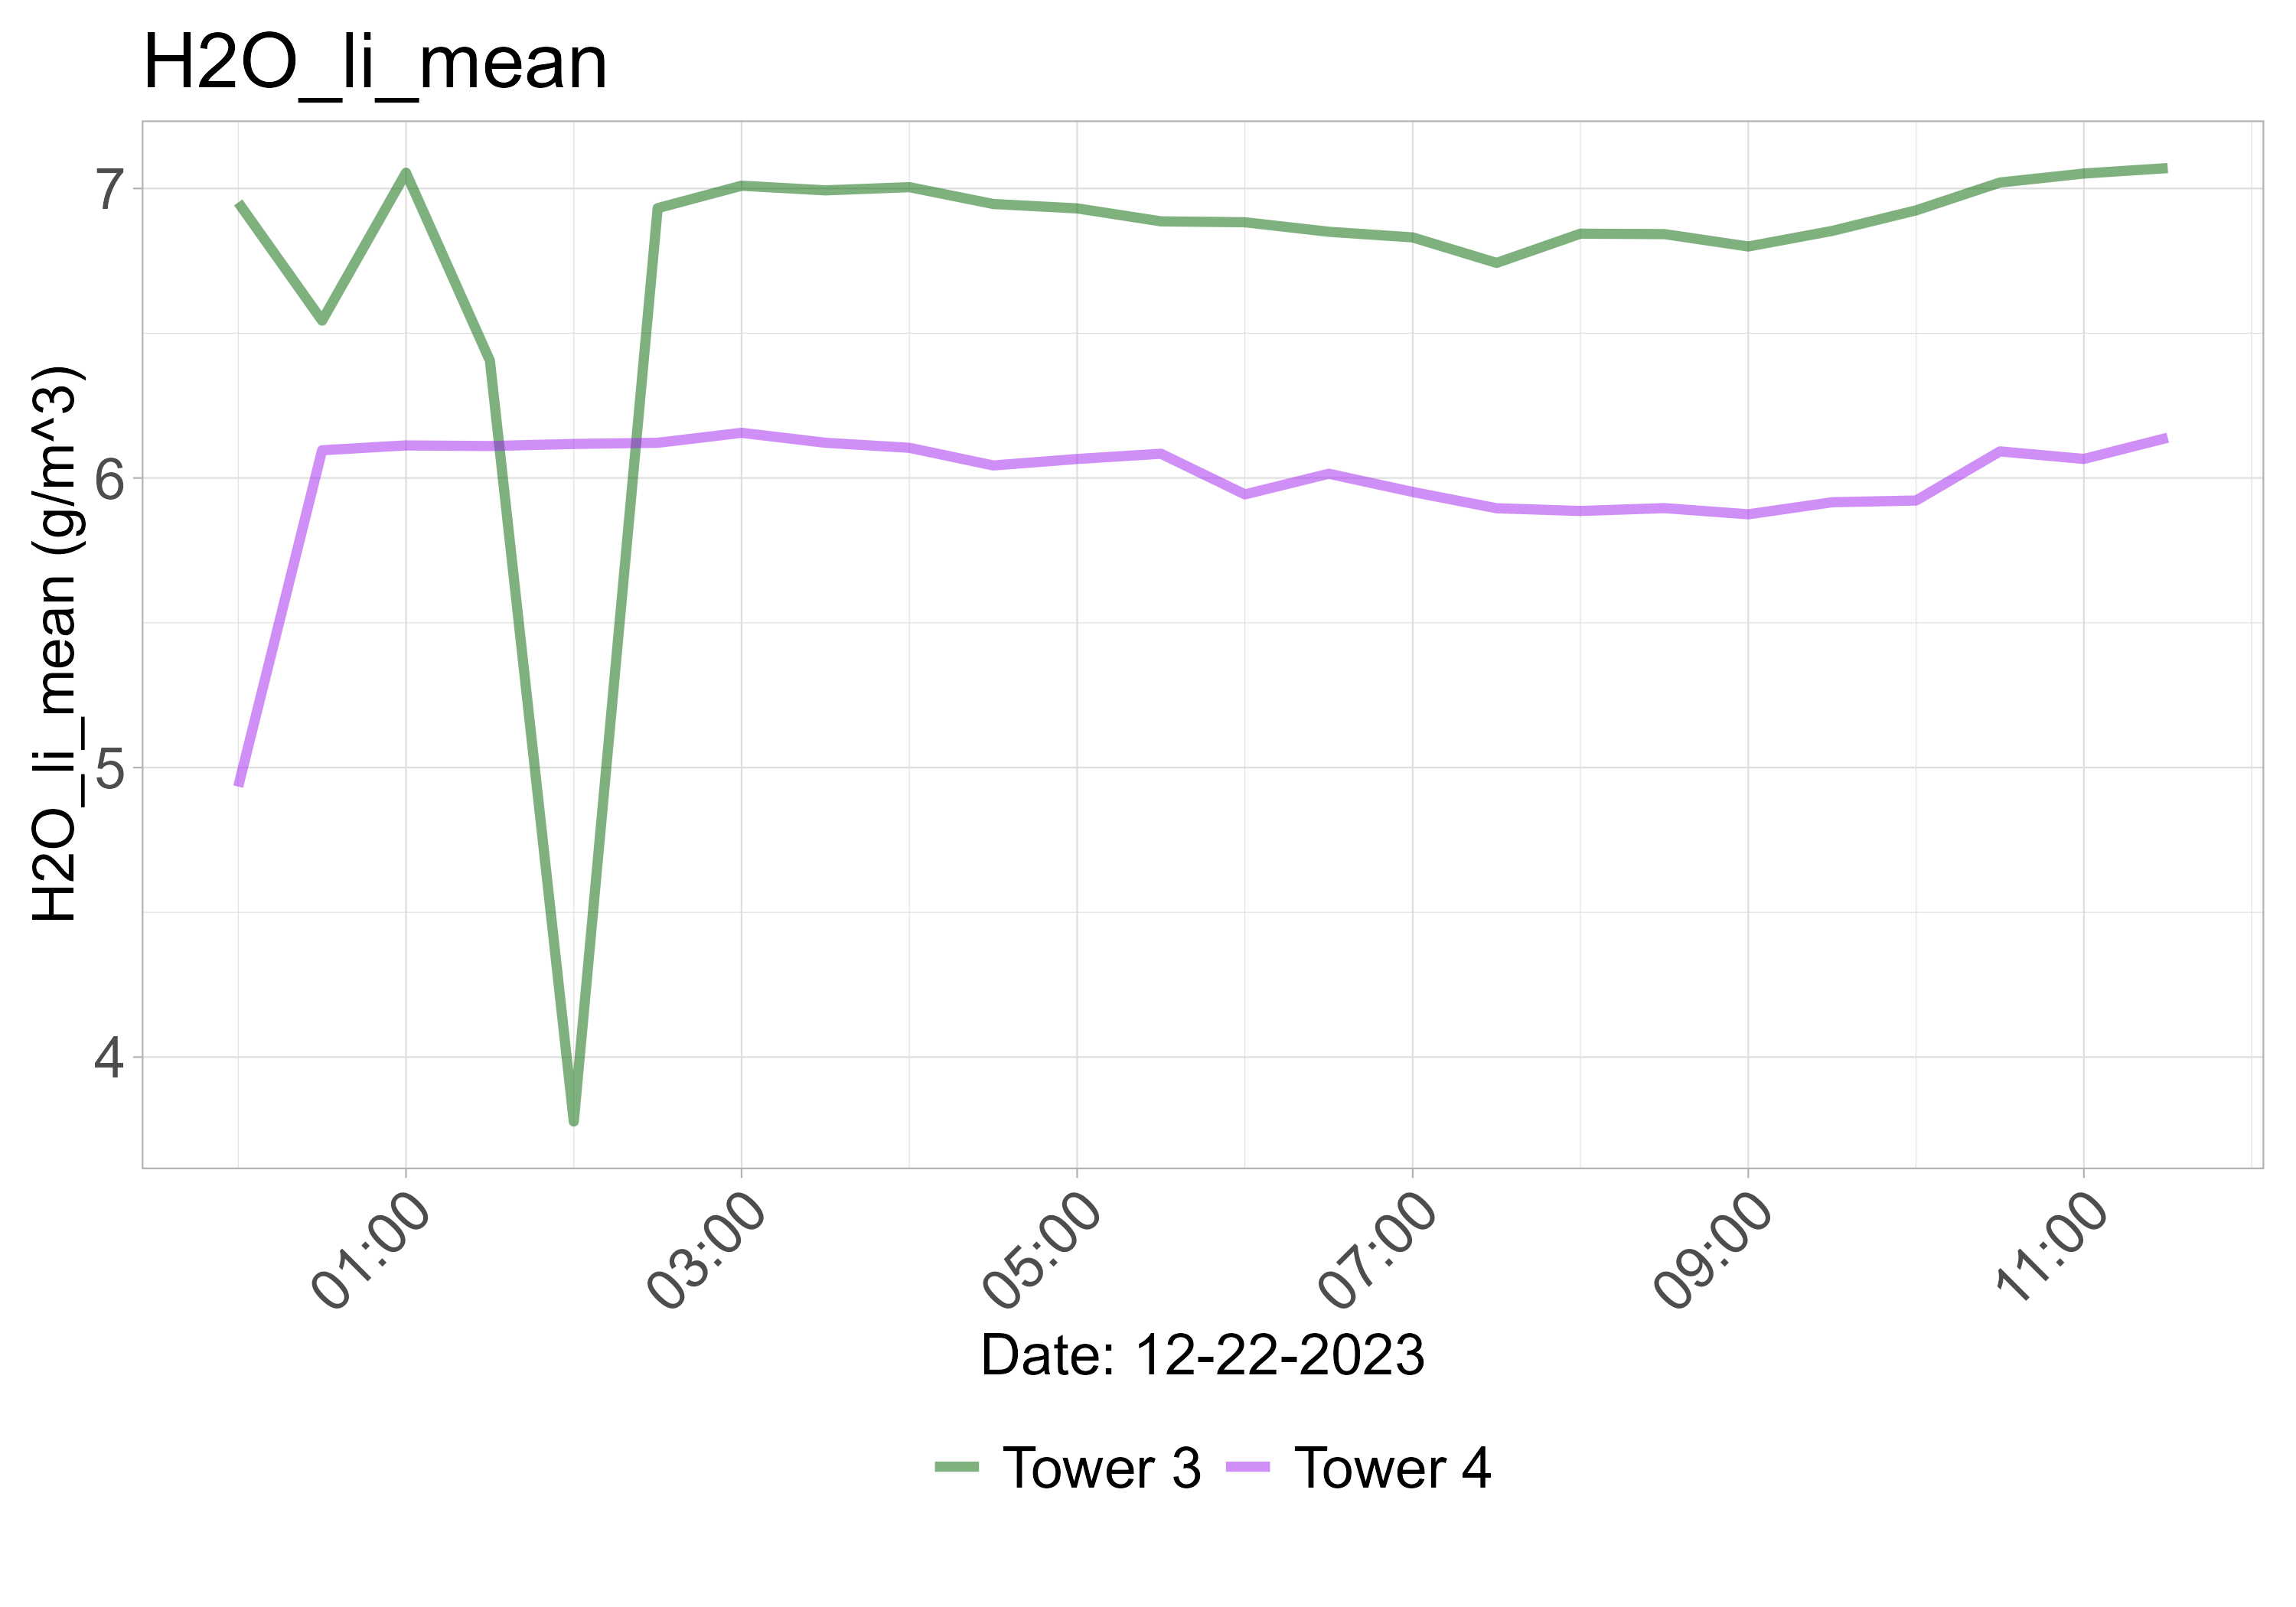 H2O_li_mean
H2O_li_mean (g/m^3)
7
6
5
4
01:00
03:00
05:00
07:00
09:00
11:00
Date: 12-22-2023
Tower 3
Tower 4